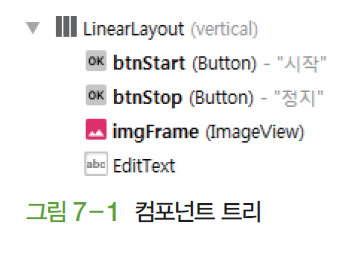 LinearLayout (vertical)
OK btnStart (Button) - "시작"
OK btnStop (Button) - "정지"
imgFrame (ImageView)
abc EditText
그림 7-1 컴포넌트 트리